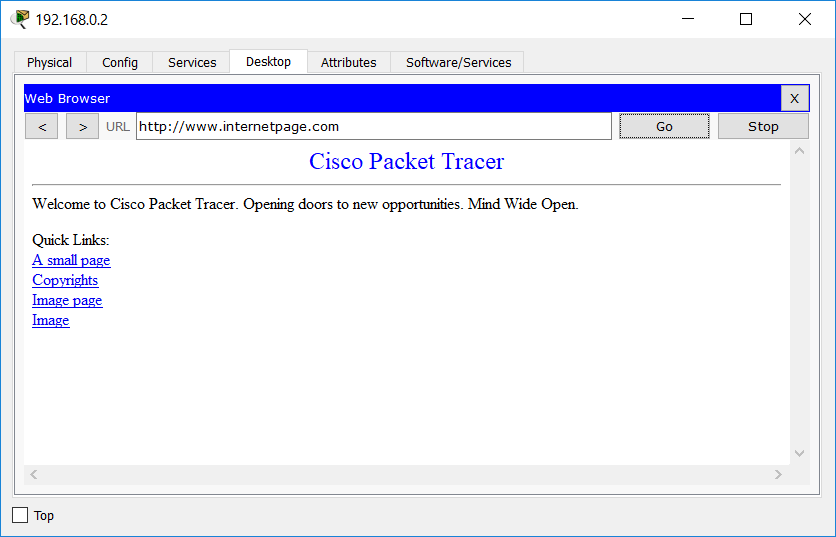 192.168.0.2
Physical Config Services Desktop Attributes Software/Services
Web Browser X
< > URL http://www.internetpage.com Go Stop
Cisco Packet Tracer
Welcome to Cisco Packet Tracer. Opening doors to new opportunities. Mind Wide Open.
Quick Links:
A small page
Copyrights
Image page
Image
Top